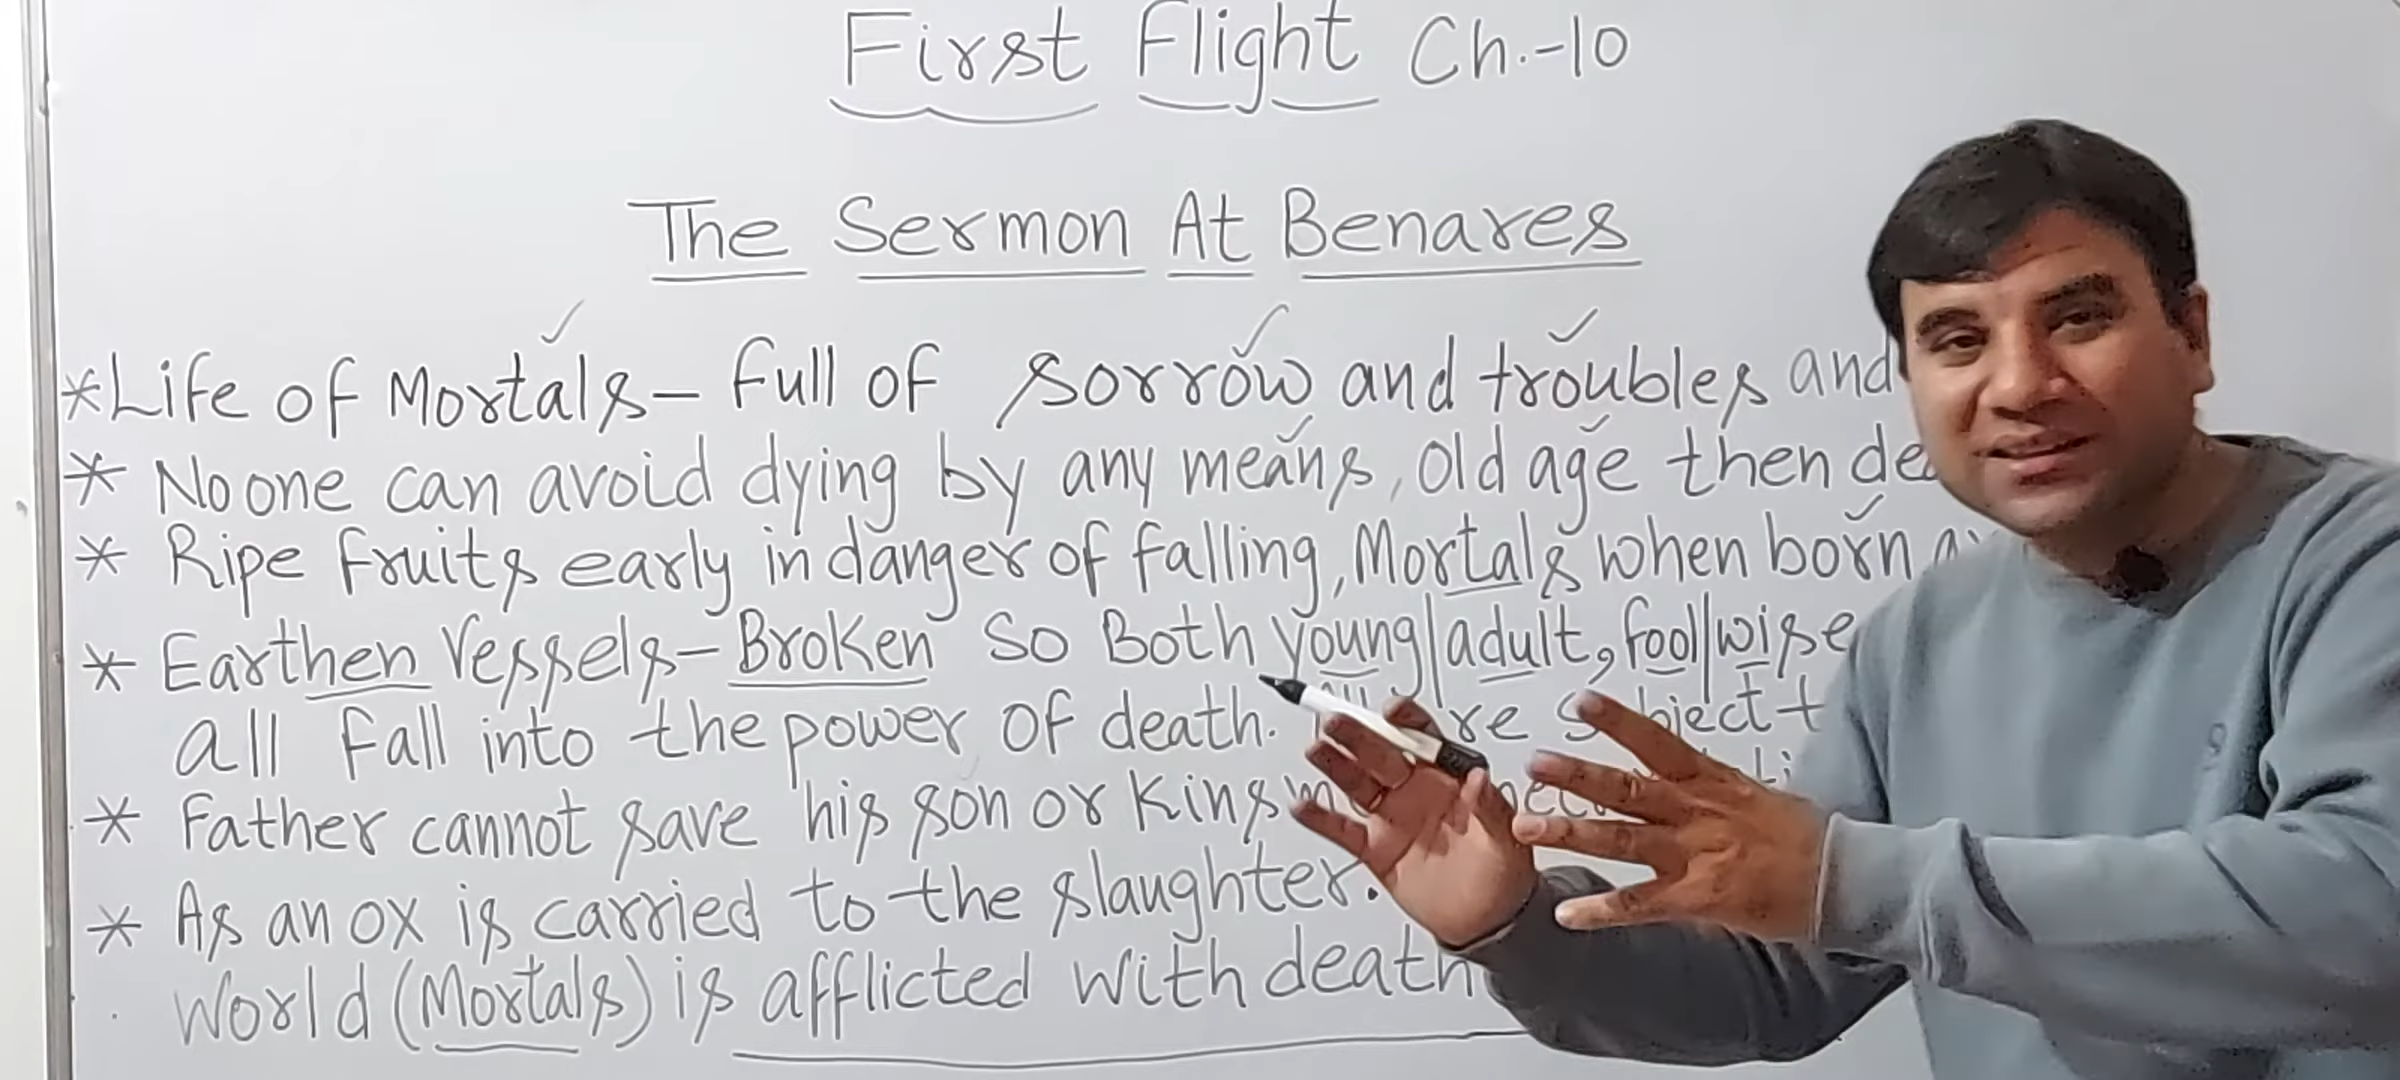 First Flight Ch.-10
The Sermon At Benares
*Life of Mortals- full of sorrow and troubles and
* No one can avoid dying by any means, old age then
* Ripe fruits early in danger of falling, Mortals when born
* Earthen Vessels- Broken So Both young|adult, fool|wise
all fall into the power of death. subject
* Father cannot save his son or Kins
* As an ox is carried to the slaughter.
World (Mortals) is afflicted with death